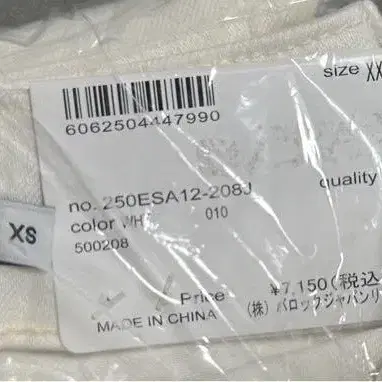 size XX
6062504447990
no. 250ESA12-208J
quality
color WH 010
500208
XS
Price ¥7,150(税込
MADE IN CHINA (株) バロックジャパンリ